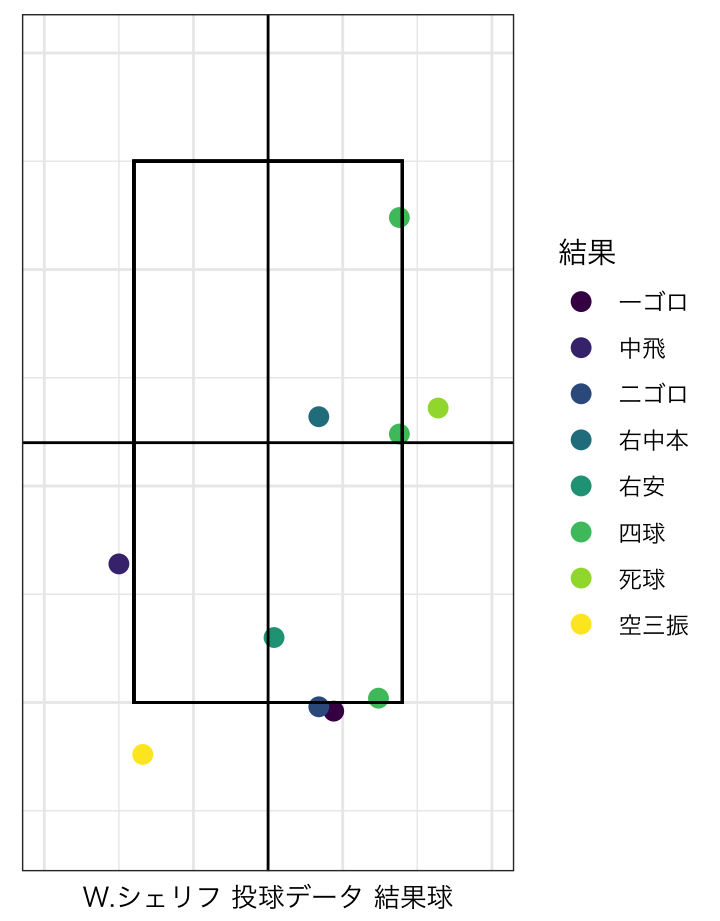 結果
一ゴロ
中飛
二ゴロ
右中本
右安
四球
死球
空三振
W.シェリフ 投球データ 結果球